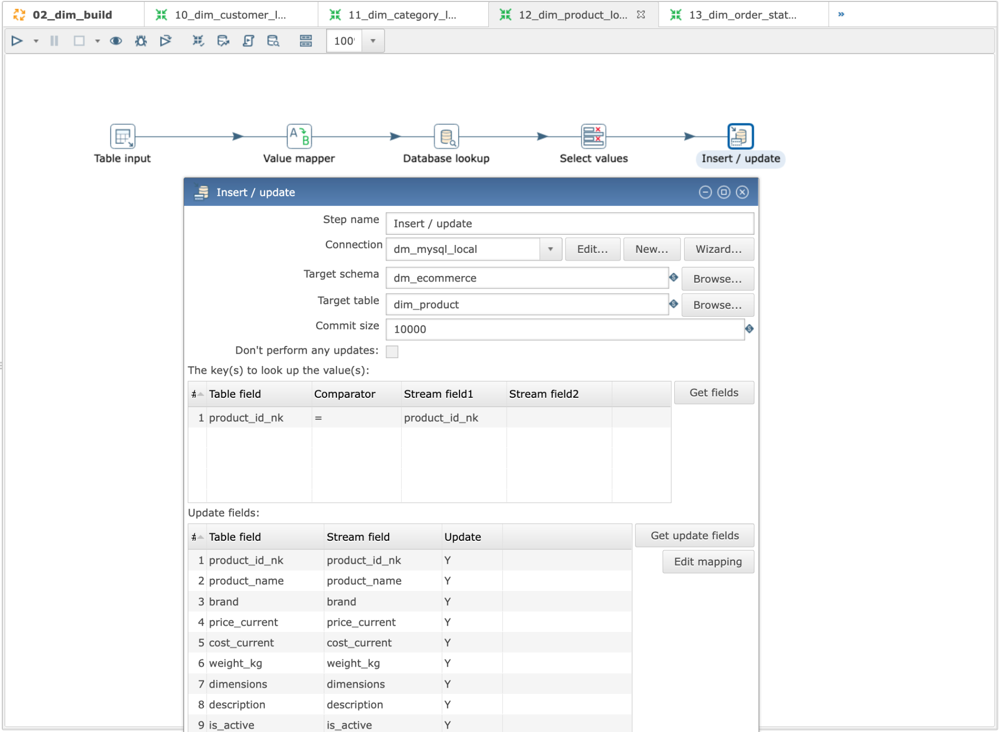 02_dim_build 10_dim_customer_l... 11_dim_category_l... 12_dim_product_lo... 13_dim_order_stat... »
100
Table input Value mapper Database lookup Select values Insert / update
Insert / update
Step name Insert / update
Connection dm_mysql_local Edit... New... Wizard...
Target schema dm_ecommerce Browse...
Target table dim_product Browse...
Commit size 10000
Don't perform any updates:
The key(s) to look up the value(s):
# Table field Comparator Stream field1 Stream field2 Get fields
1 product_id_nk = product_id_nk
Update fields:
# Table field Stream field Update Get update fields
1 product_id_nk product_id_nk Y Edit mapping
2 product_name product_name Y
3 brand brand Y
4 price_current price_current Y
5 cost_current cost_current Y
6 weight_kg weight_kg Y
7 dimensions dimensions Y
8 description description Y
9 is_active is_active Y